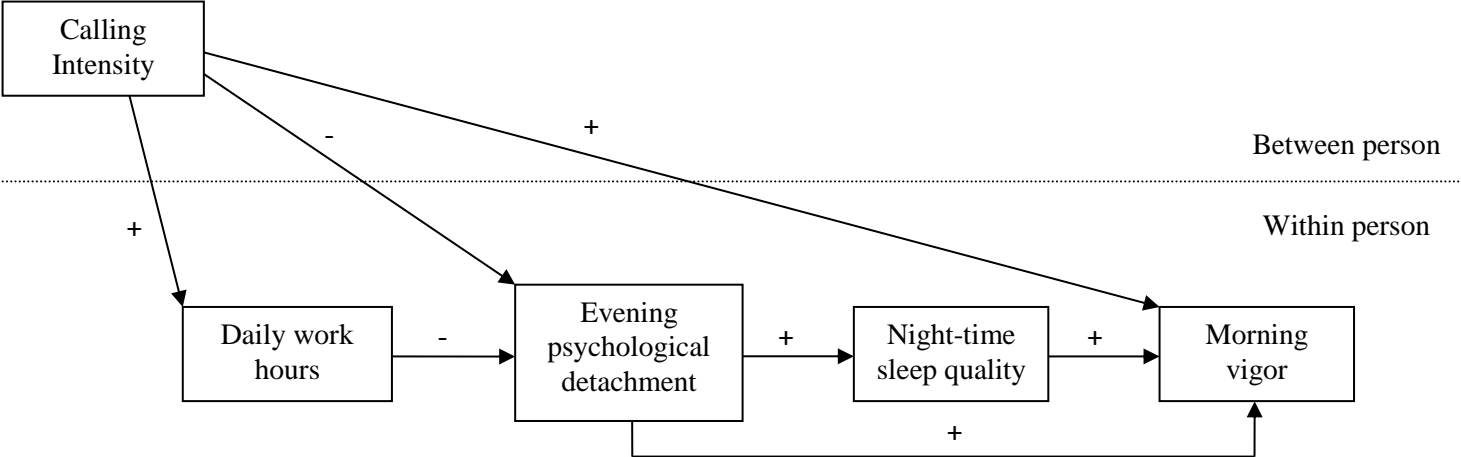 Calling
Intensity
-
+
Between person
+
Within person
Daily work
hours
-
Evening
psychological
detachment
+
Night-time
sleep quality
+
Morning
vigor
+